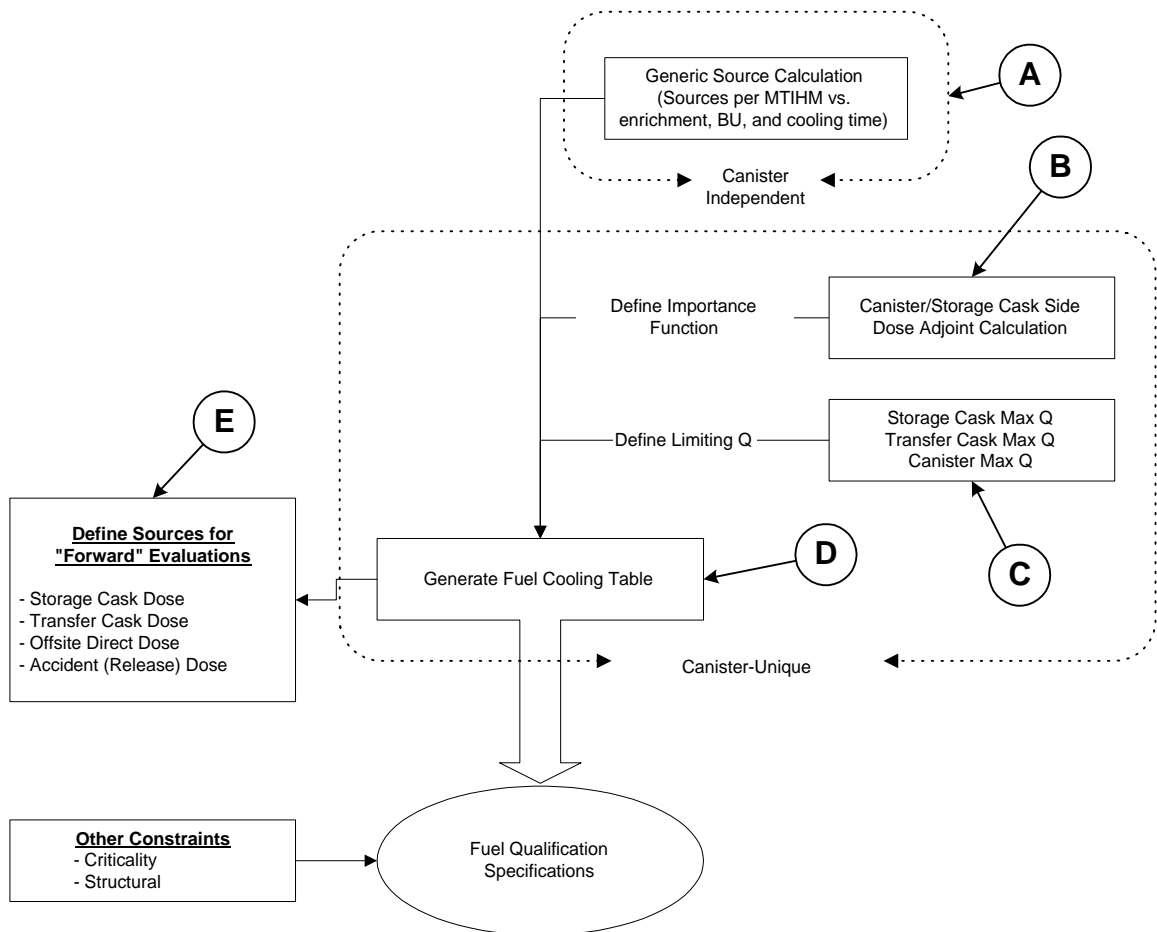 Generic Source Calculation
(Sources per MTIHM vs.
enrichment, BU, and cooling time)
A
Canister
Independent
B
Define Importance
Function
Canister/Storage Cask Side
Dose Adjoint Calculation
E
Define Limiting Q
Storage Cask Max Q
Transfer Cask Max Q
Canister Max Q
Define Sources for
"Forward" Evaluations
- Storage Cask Dose
- Transfer Cask Dose
- Offsite Direct Dose
- Accident (Release) Dose
Generate Fuel Cooling Table
D
C
Canister-Unique
Other Constraints
- Criticality
- Structural
Fuel Qualification
Specifications